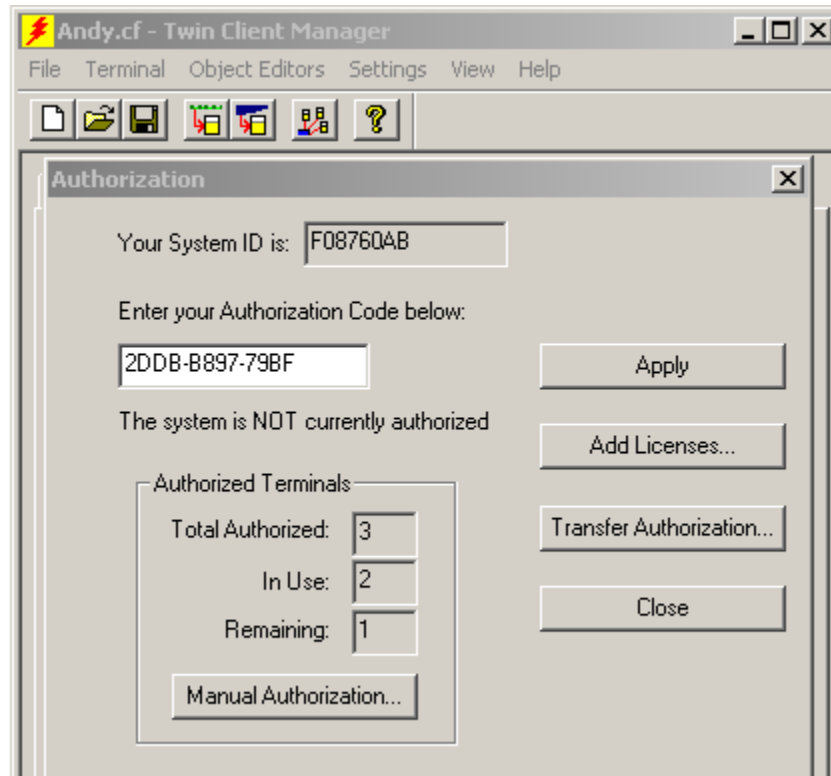 Andy.cf - Twin Client Manager
File Terminal Object Editors Settings View Help
Authorization
Your System ID is: F08760AB
Enter your Authorization Code below:
2DDB-B897-79BF
Apply
The system is NOT currently authorized
Add Licenses...
Authorized Terminals
Total Authorized: 3
Transfer Authorization...
In Use: 2
Close
Remaining: 1
Manual Authorization...